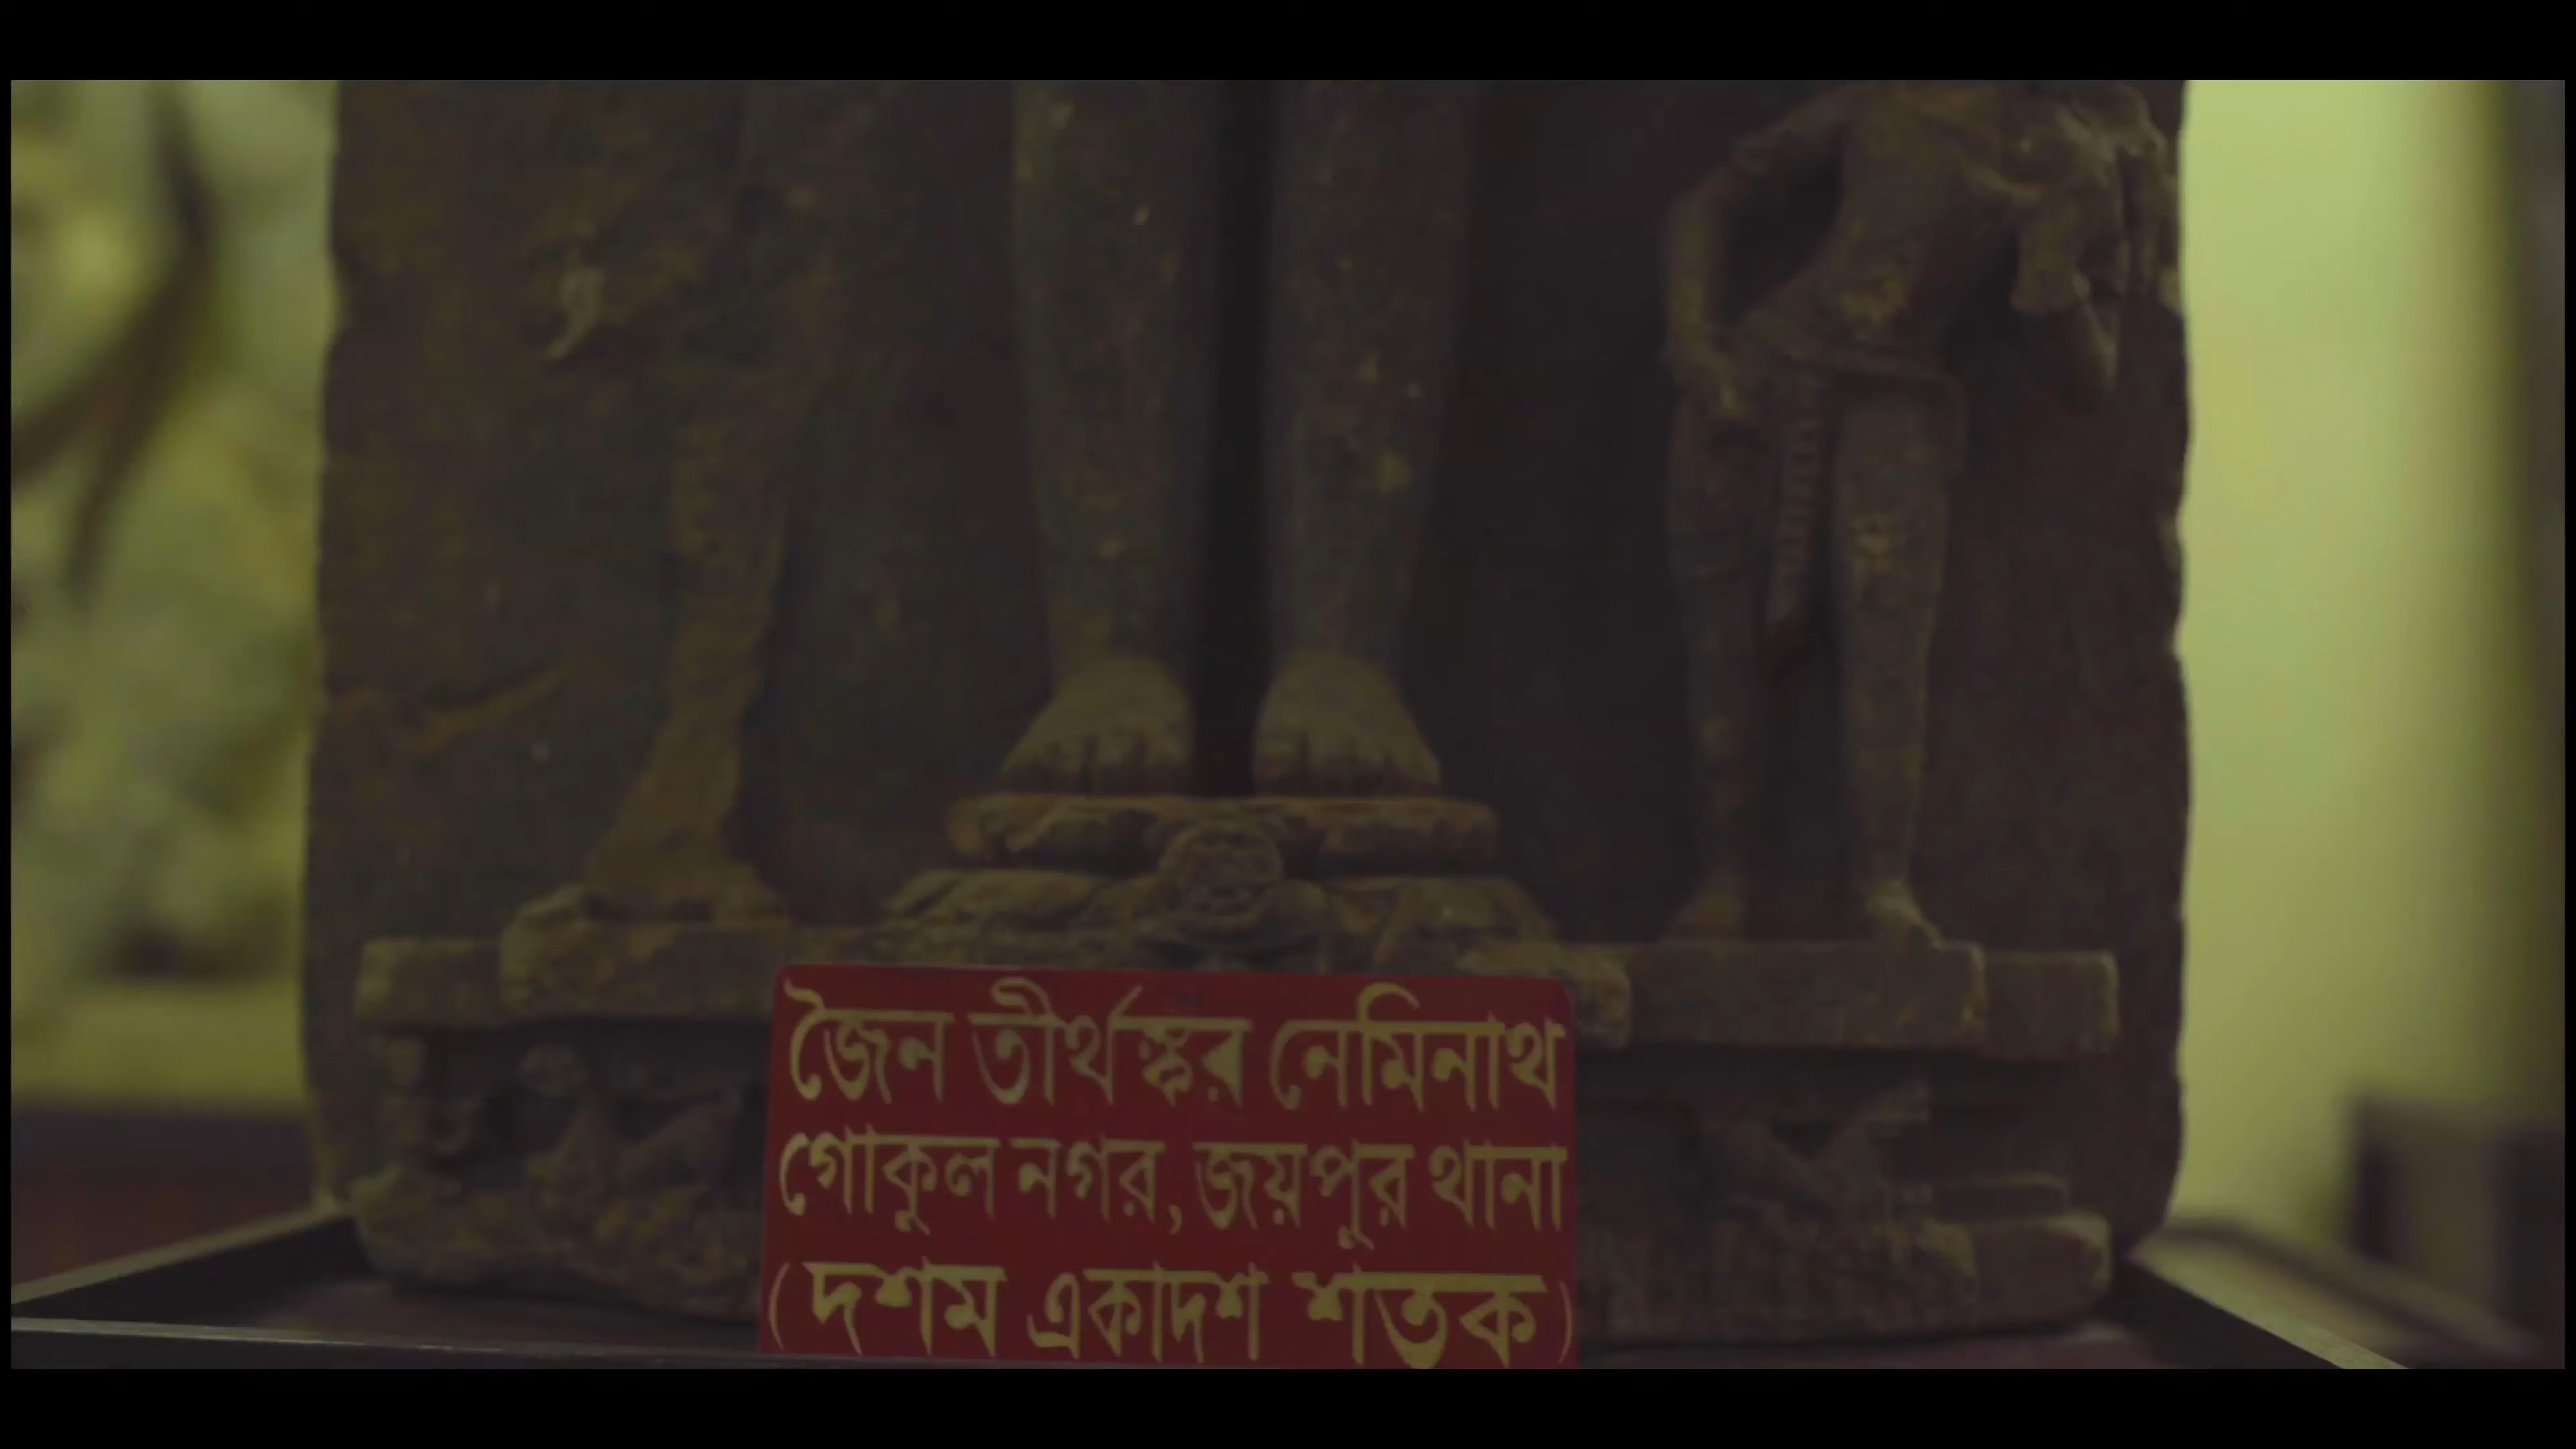 জৈন তীর্থঙ্কর নেমিনাথ
গোকুল নগর, জয়পুর থানা
( দশম একাদশ শতক )